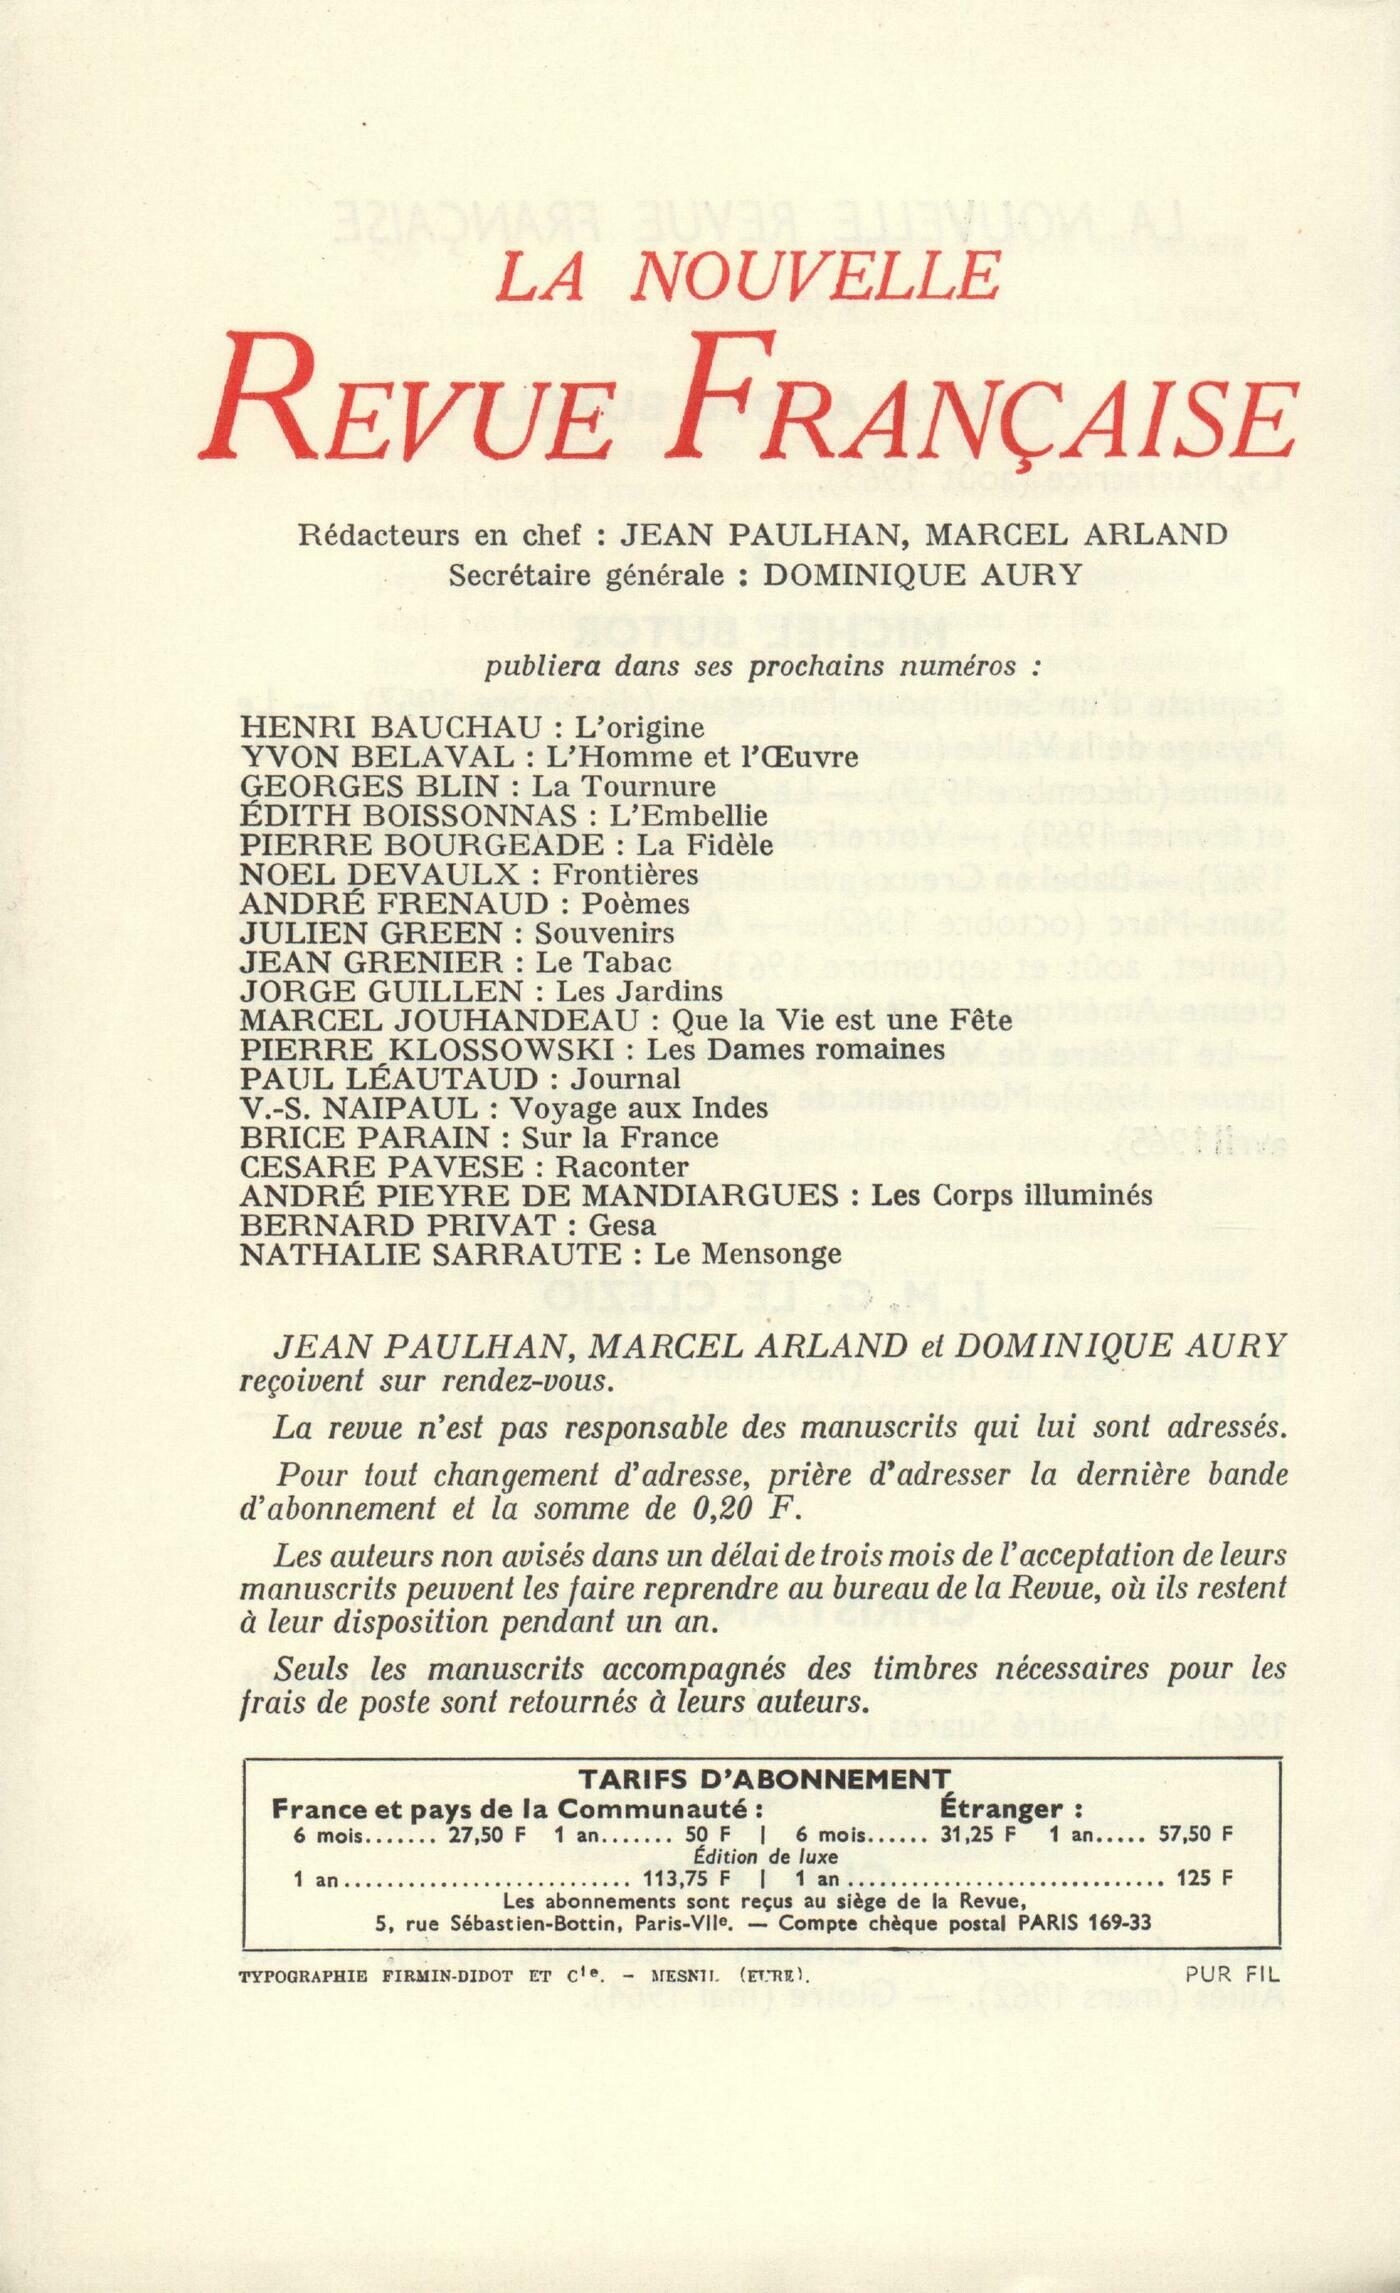 LA NOUVELLE
REVUE FRANÇAISE
Rédacteurs en chef : JEAN PAULHAN, MARCEL ARLAND
Secrétaire générale : DOMINIQUE AURY
publiera dans ses prochains numéros :
HENRI BAUCHAU : L'origine
YVON BELAVAL : L'Homme et l'Œuvre
GEORGES BLIN : La Tournure
ÉDITH BOISSONNAS : L'Embellie
PIERRE BOURGEADE : La Fidèle
NOEL DEVAULX : Frontières
ANDRÉ FRENAUD : Poèmes
JULIEN GREEN : Souvenirs
JEAN GRENIER : Le Tabac
JORGE GUILLEN : Les Jardins
MARCEL JOUHANDEAU : Que la Vie est une Fête
PIERRE KLOSSOWSKI : Les Dames romaines
PAUL LÉAUTAUD : Journal
V.-S. NAIPAUL : Voyage aux Indes
BRICE PARAIN : Sur la France
CESARE PAVESE : Raconter
ANDRÉ PIEYRE DE MANDIARGUES : Les Corps illuminés
BERNARD PRIVAT : Gesa
NATHALIE SARRAUTE : Le Mensonge
JEAN PAULHAN, MARCEL ARLAND et DOMINIQUE AURY
reçoivent sur rendez-vous.
La revue n'est pas responsable des manuscrits qui lui sont adressés.
Pour tout changement d'adresse, prière d'adresser la dernière bande
d'abonnement et la somme de 0,20 F.
Les auteurs non avisés dans un délai de trois mois de l'acceptation de leurs
manuscrits peuvent les faire reprendre au bureau de la Revue, où ils restent
à leur disposition pendant un an.
Seuls les manuscrits accompagnés des timbres nécessaires pour les
frais de poste sont retournés à leurs auteurs.
TARIFS D'ABONNEMENT
France et pays de la Communauté : Étranger :
6 mois....... 27,50 F 1 an....... 50 F | 6 mois...... 31,25 F 1 an..... 57,50 F
Édition de luxe
1 an........................... 113,75 F | 1 an.............................. 125 F
Les abonnements sont reçus au siège de la Revue,
5, rue Sébastien-Bottin, Paris-VIIe. — Compte chèque postal PARIS 169-33
TYPOGRAPHIE FIRMIN-DIDOT ET Cie. – MESNIL (EURE). PUR FIL